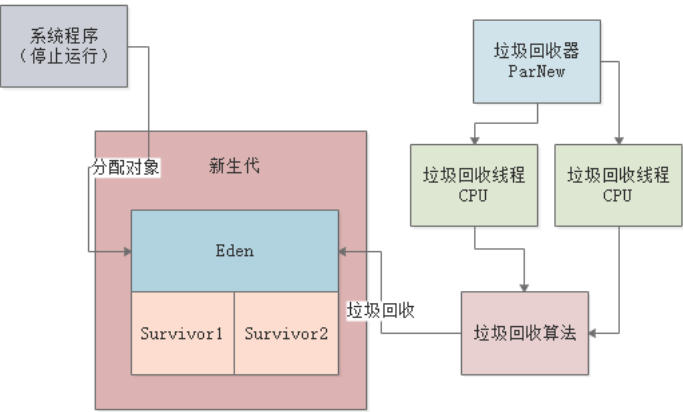 系统程序
（停止运行）
垃圾回收器
ParNew
分配对象
新生代
垃圾回收线程
CPU
垃圾回收线程
CPU
Eden
垃圾回收
Survivor1
Survivor2
垃圾回收算法